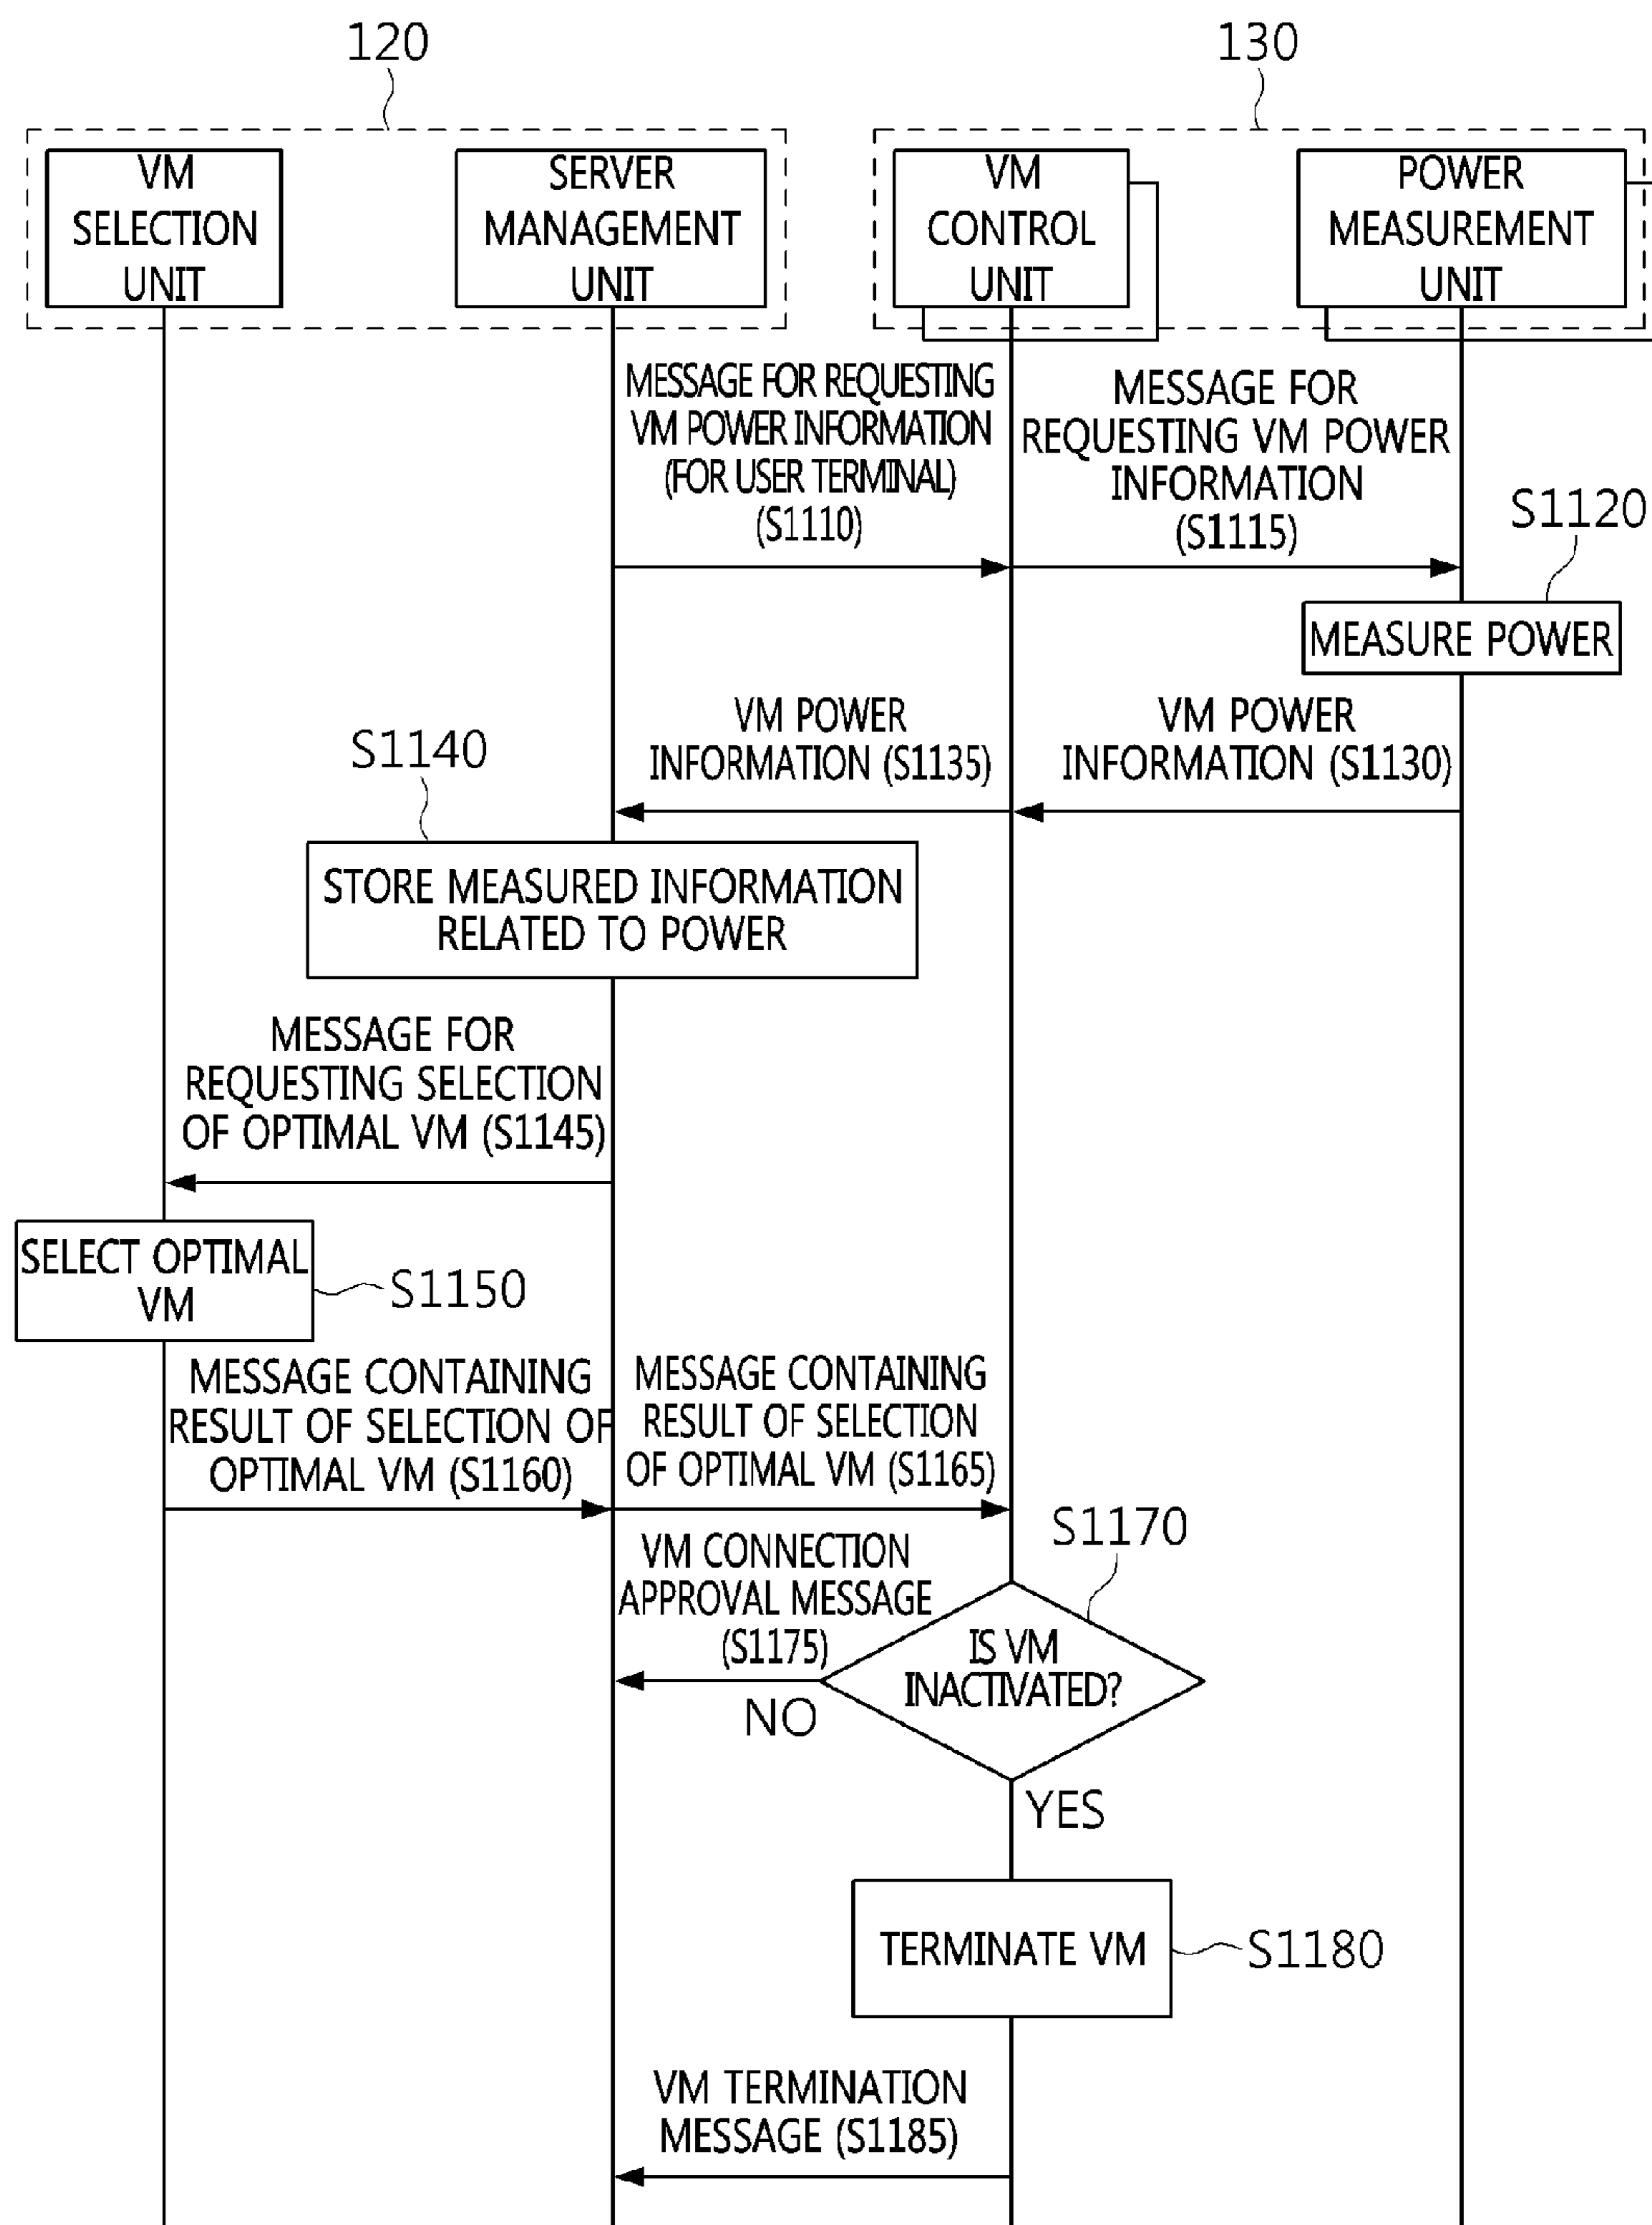 120
130
VM
SELECTION
UNIT
SERVER
MANAGEMENT
UNIT
VM
CONTROL
UNIT
POWER
MEASUREMENT
UNIT
MESSAGE FOR REQUESTING
VM POWER INFORMATION
(FOR USER TERMINAL)
(S1110)
MESSAGE FOR
REQUESTING VM POWER
INFORMATION
(S1115)
S1120
MEASURE POWER
VM POWER
INFORMATION (S1135)
VM POWER
INFORMATION (S1130)
S1140
STORE MEASURED INFORMATION
RELATED TO POWER
MESSAGE FOR
REQUESTING SELECTION
OF OPTIMAL VM (S1145)
SELECT OPTIMAL
VM
S1150
MESSAGE CONTAINING
RESULT OF SELECTION OF
OPTIMAL VM (S1160)
MESSAGE CONTAINING
RESULT OF SELECTION
OF OPTIMAL VM (S1165)
S1170
VM CONNECTION
APPROVAL MESSAGE
(S1175)
IS VM
INACTIVATED?
NO
YES
TERMINATE VM
S1180
VM TERMINATION
MESSAGE (S1185)